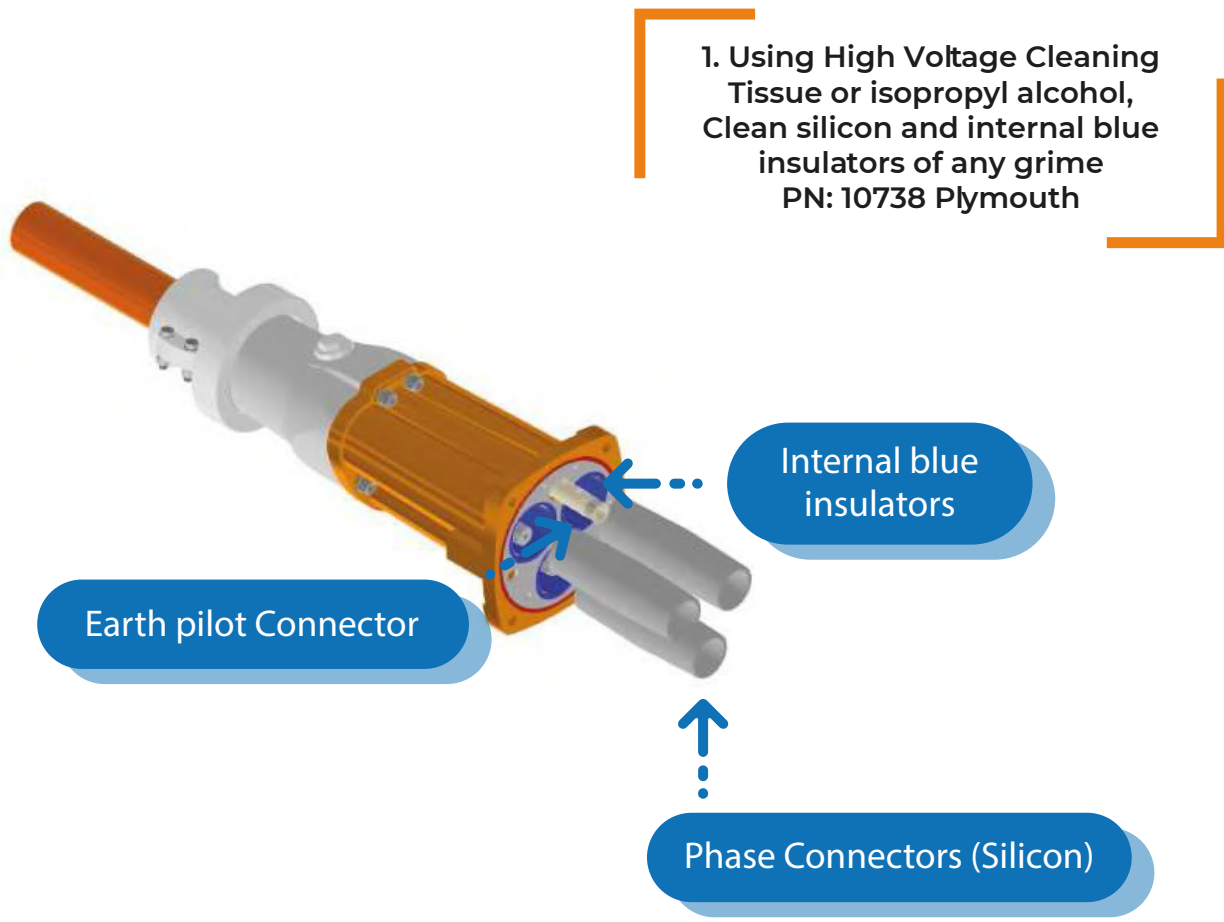 1. Using High Voltage Cleaning
Tissue or isopropyl alcohol,
Clean silicon and internal blue
insulators of any grime
PN: 10738 Plymouth
Internal blue
insulators
Earth pilot Connector
Phase Connectors (Silicon)